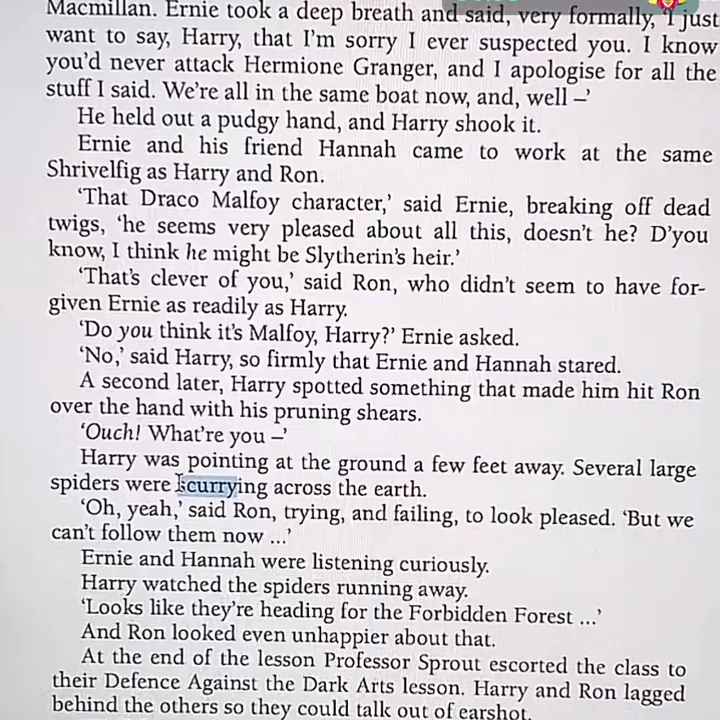 Macmillan. Ernie took a deep breath and said, very formally, ‘I just
want to say, Harry, that I’m sorry I ever suspected you. I know
you’d never attack Hermione Granger, and I apologise for all the
stuff I said. We’re all in the same boat now, and, well –’
He held out a pudgy hand, and Harry shook it.
Ernie and his friend Hannah came to work at the same
Shrivelfig as Harry and Ron.
‘That Draco Malfoy character,’ said Ernie, breaking off dead
twigs, ‘he seems very pleased about all this, doesn’t he? D’you
know, I think he might be Slytherin’s heir.’
‘That’s clever of you,’ said Ron, who didn’t seem to have for-
given Ernie as readily as Harry.
‘Do you think it’s Malfoy, Harry?’ Ernie asked.
‘No,’ said Harry, so firmly that Ernie and Hannah stared.
A second later, Harry spotted something that made him hit Ron
over the hand with his pruning shears.
‘Ouch! What’re you –’
Harry was pointing at the ground a few feet away. Several large
spiders were scurrying across the earth.
‘Oh, yeah,’ said Ron, trying, and failing, to look pleased. ‘But we
can’t follow them now ...’
Ernie and Hannah were listening curiously.
Harry watched the spiders running away.
‘Looks like they’re heading for the Forbidden Forest ...’
And Ron looked even unhappier about that.
At the end of the lesson Professor Sprout escorted the class to
their Defence Against the Dark Arts lesson. Harry and Ron lagged
behind the others so they could talk out of earshot.